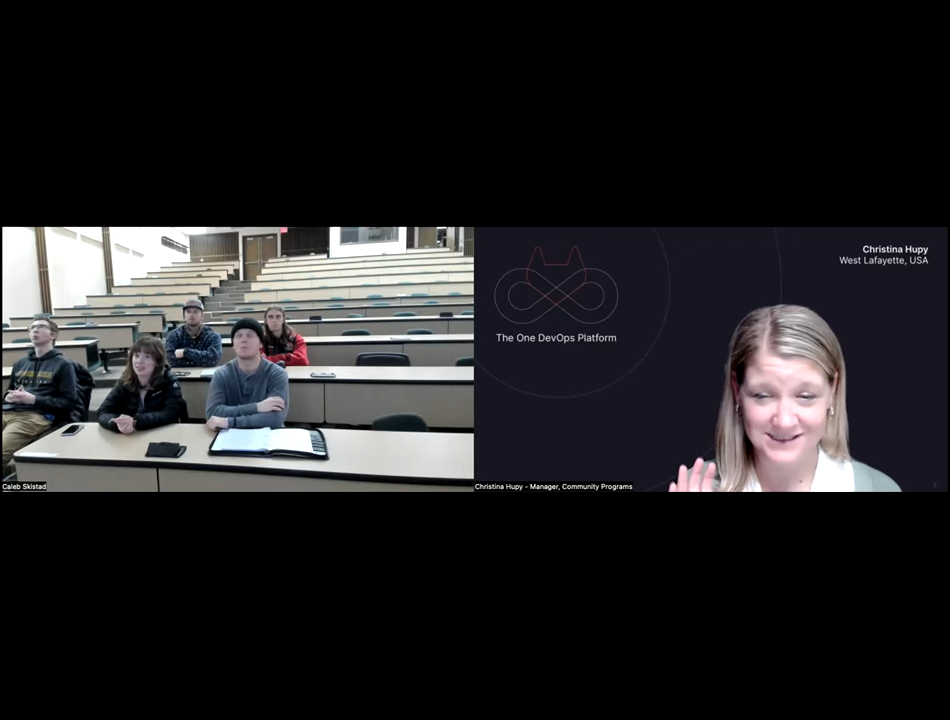 Christina Hupy
West Lafayette, USA
The One DevOps Platform
Caleb Skistad
Christina Hupy - Manager, Community Programs